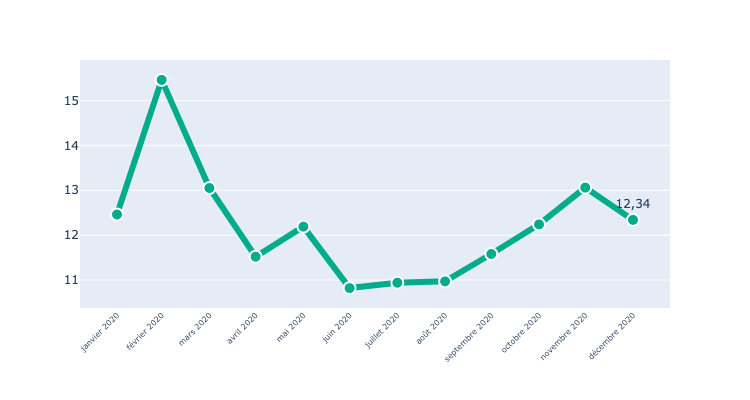 15
14
13
12
11
12,34
janvier 2020
février 2020
mars 2020
avril 2020
mai 2020
juin 2020
juillet 2020
août 2020
septembre 2020
octobre 2020
novembre 2020
décembre 2020